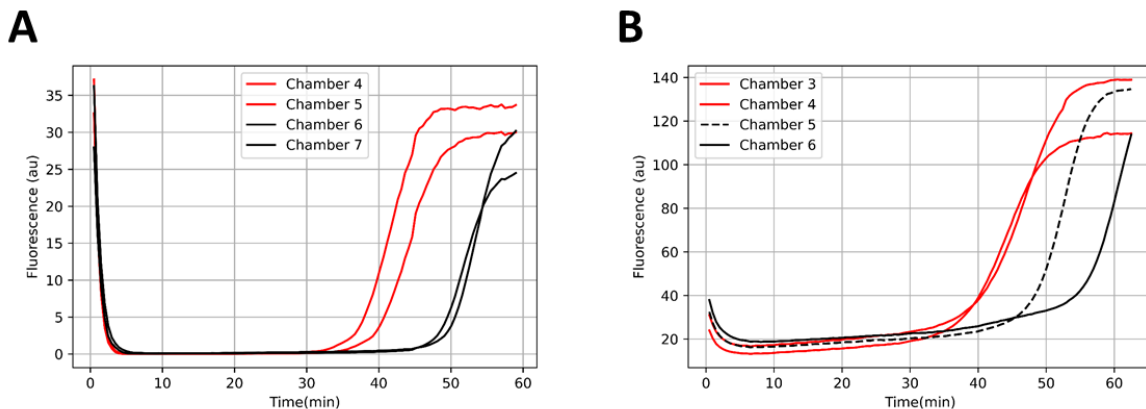 A
Fluorescence (au)
35
30
25
20
15
10
5
0
Chamber 4
Chamber 5
Chamber 6
Chamber 7
0 10 20 30 40 50 60
Time(min)
B
Fluorescence (au)
140
120
100
80
60
40
20
Chamber 3
Chamber 4
Chamber 5
Chamber 6
0 10 20 30 40 50 60
Time(min)